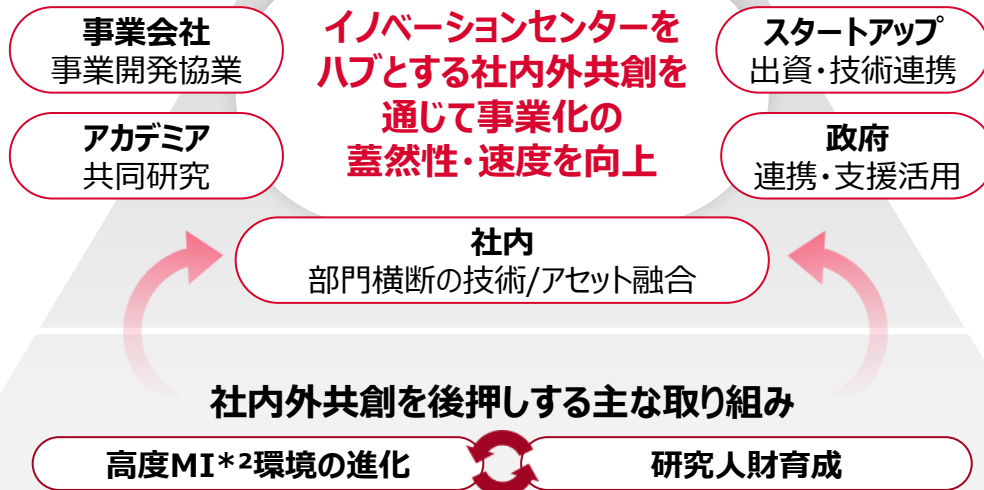 事業会社
事業開発協業
アカデミア
共同研究
イノベーションセンターを
ハブとする社内外共創を
通じて事業化の
蓋然性・速度を向上
スタートアップ
出資・技術連携
政府
連携・支援活用
社内
部門横断の技術/アセット融合
社内外共創を後押しする主な取り組み
高度MI*2環境の進化
研究人財育成